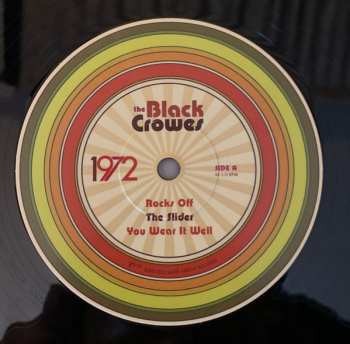 the Black
Crowes
1972
SIDE A
Rocks Off
The Slider
You Wear It Well